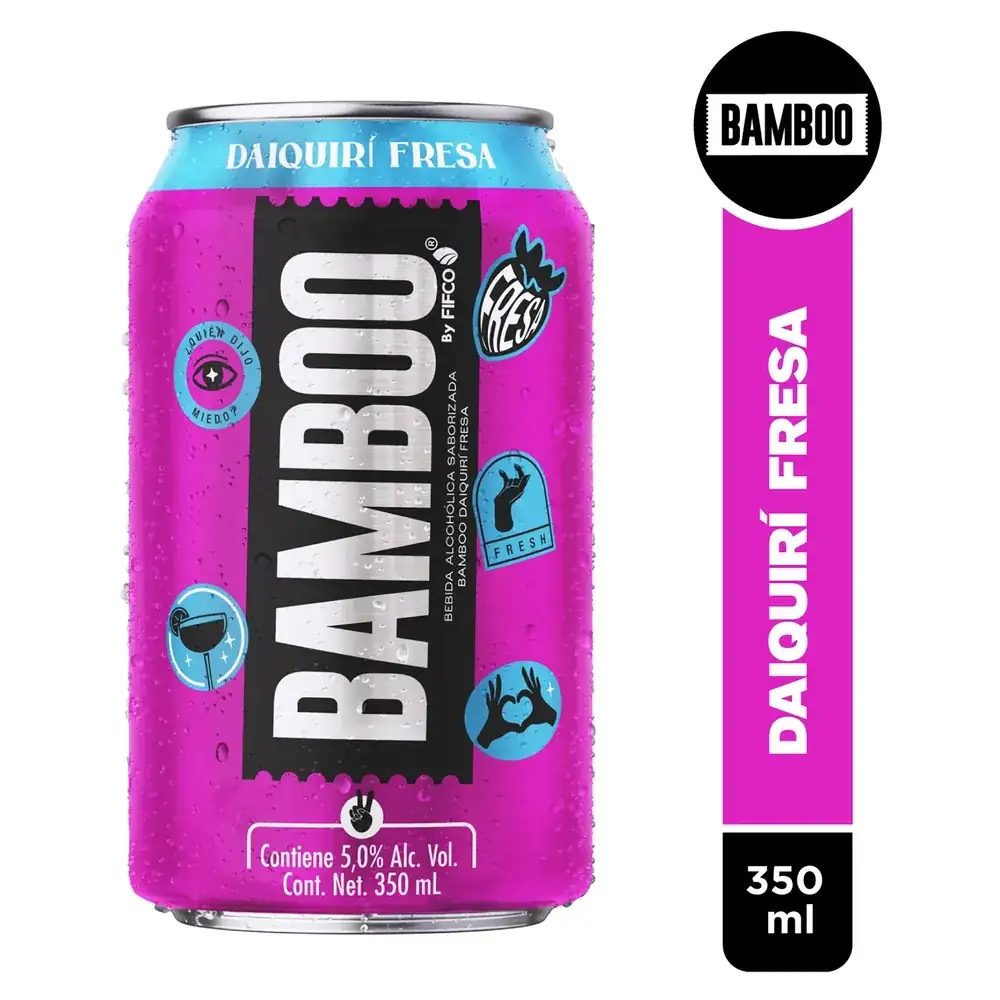 DAIQUIRÍ FRESA
BAMBOO®
By FIFCO
BEBIDA ALCOHÓLICA SABORIZADA
BAMBOO DAIQUIRÍ FRESA
¿QUIÉN DIJO
MIEDO?
FRESA
FRESH
Contiene 5,0% Alc. Vol.
Cont. Net. 350 mL
BAMBOO
DAIQUIRÍ FRESA
350
ml